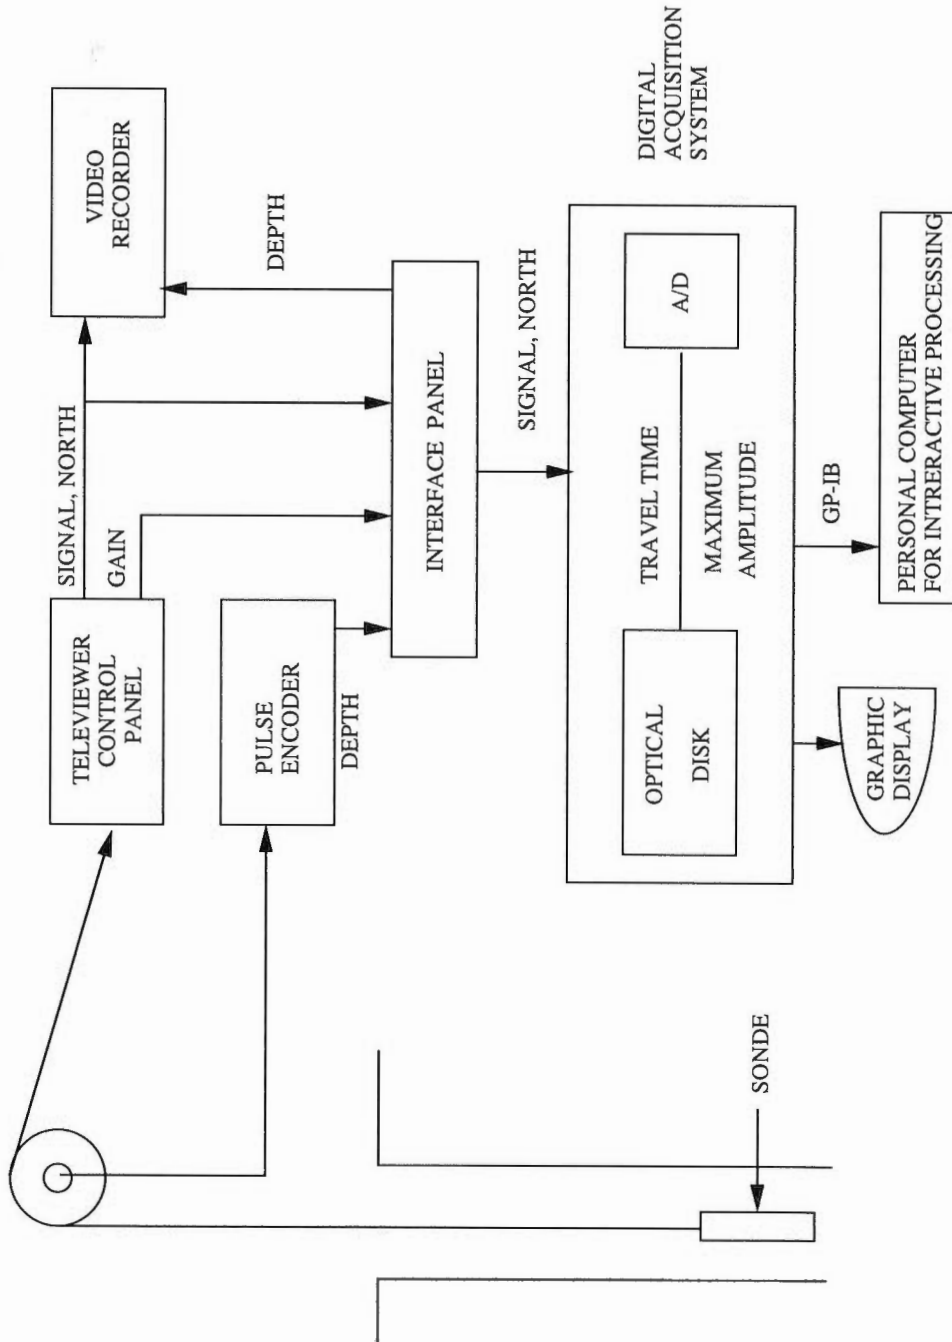 VIDEO
RECORDER
DEPTH
SIGNAL, NORTH
GAIN
TELEVIEWER
CONTROL
PANEL
PULSE
ENCODER
DEPTH
INTERFACE PANEL
SIGNAL, NORTH
DIGITAL
ACQUISITION
SYSTEM
A/D
TRAVEL TIME
MAXIMUM
AMPLITUDE
OPTICAL
DISK
GP-IB
PERSONAL COMPUTER
FOR INTRERACTIVE PROCESSING
GRAPHIC
DISPLAY
SONDE